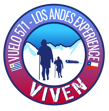 VUELO 571 - LOS ANDES EXPERIENCE
VIVEN